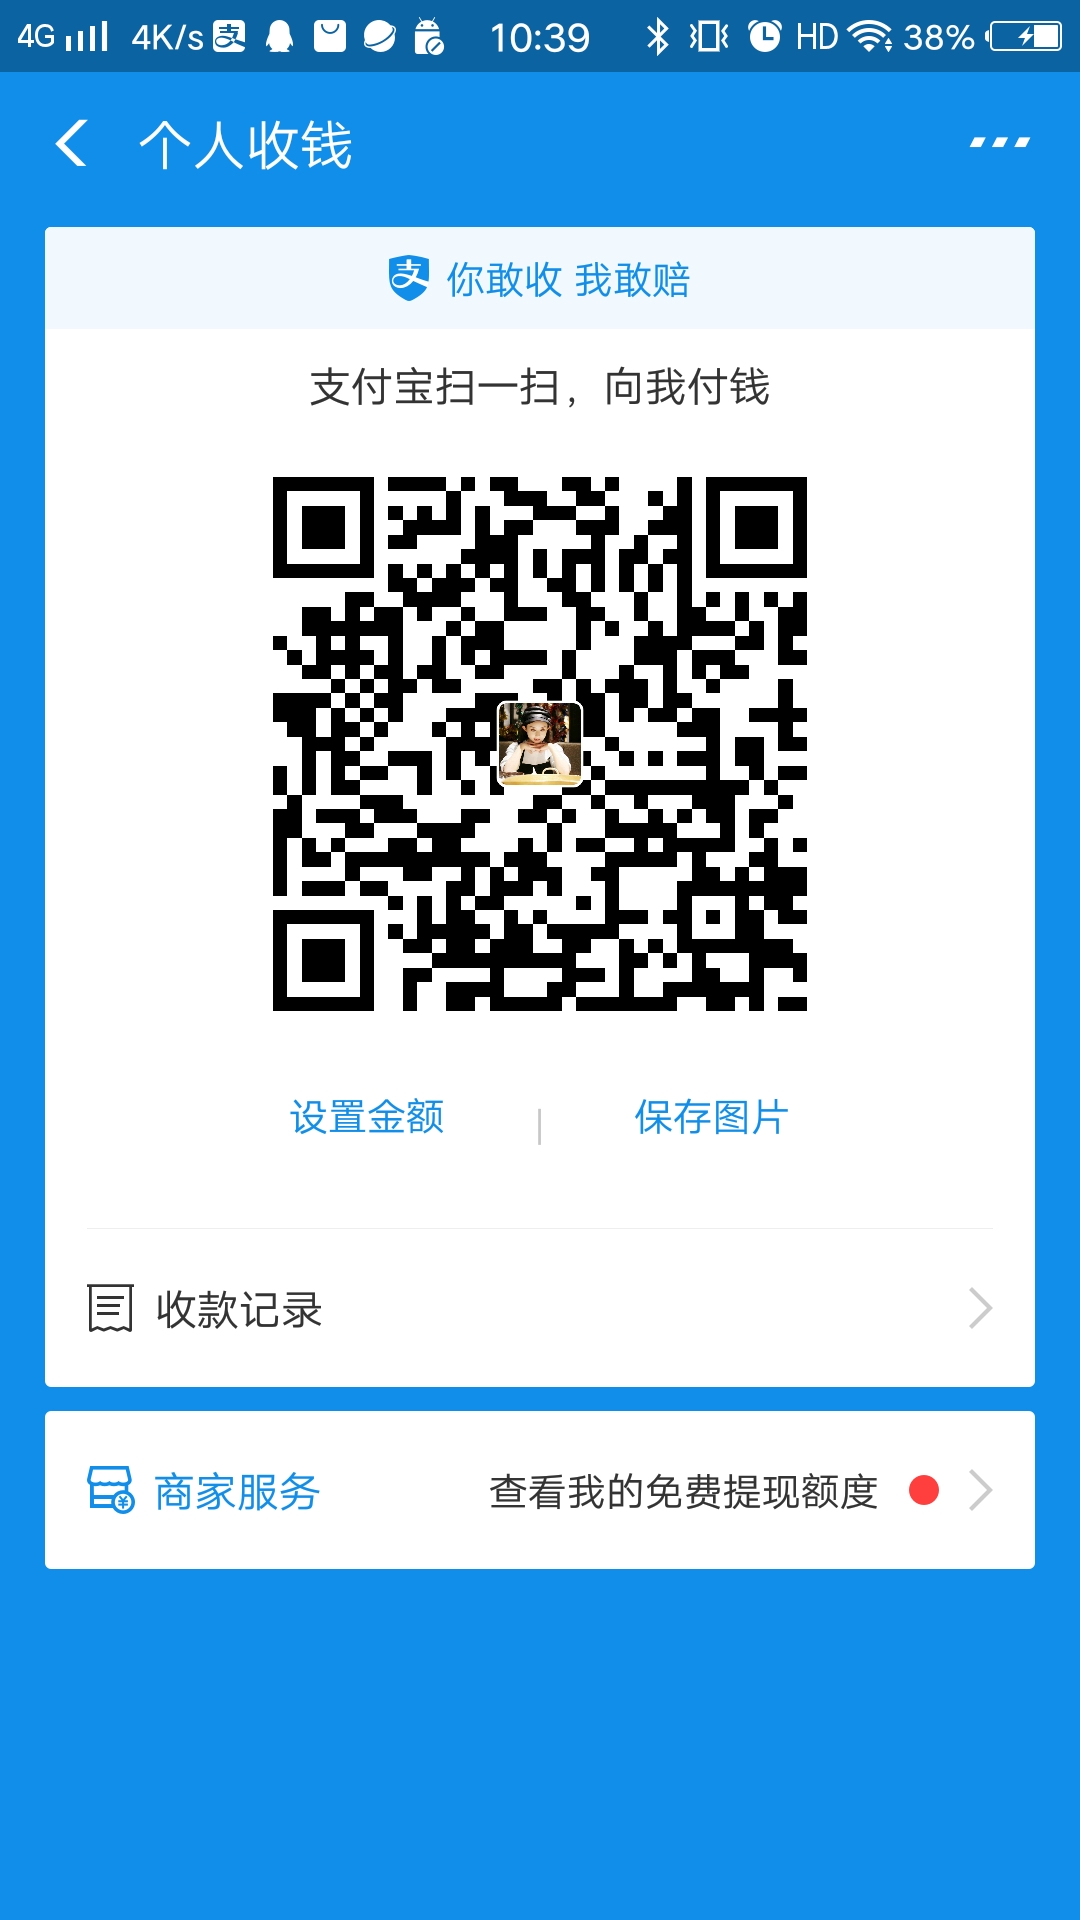 4G 4K/s 10:39 HD 38%
个人收钱
支 你敢收 我敢赔
支付宝扫一扫，向我付钱
设置金额 | 保存图片
收款记录
商家服务 查看我的免费提现额度